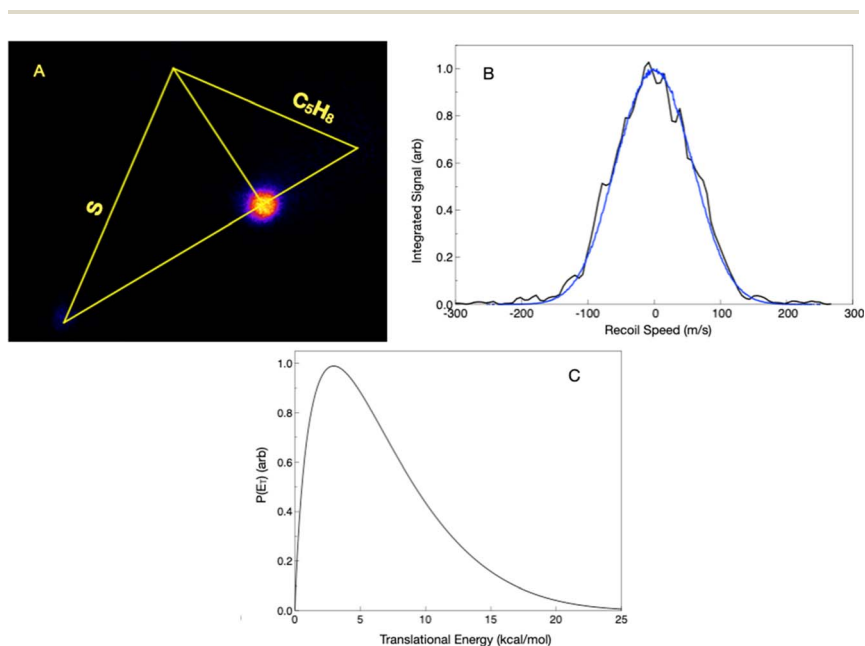 A
C₅H₈
S
B
Integrated Signal (arb)
1.0
0.8
0.6
0.4
0.2
0.0
-300 -200 -100 0 100 200 300
Recoil Speed (m/s)
C
P(E_T) (arb)
1.0
0.8
0.6
0.4
0.2
0.0
0 5 10 15 20 25
Translational Energy (kcal/mol)